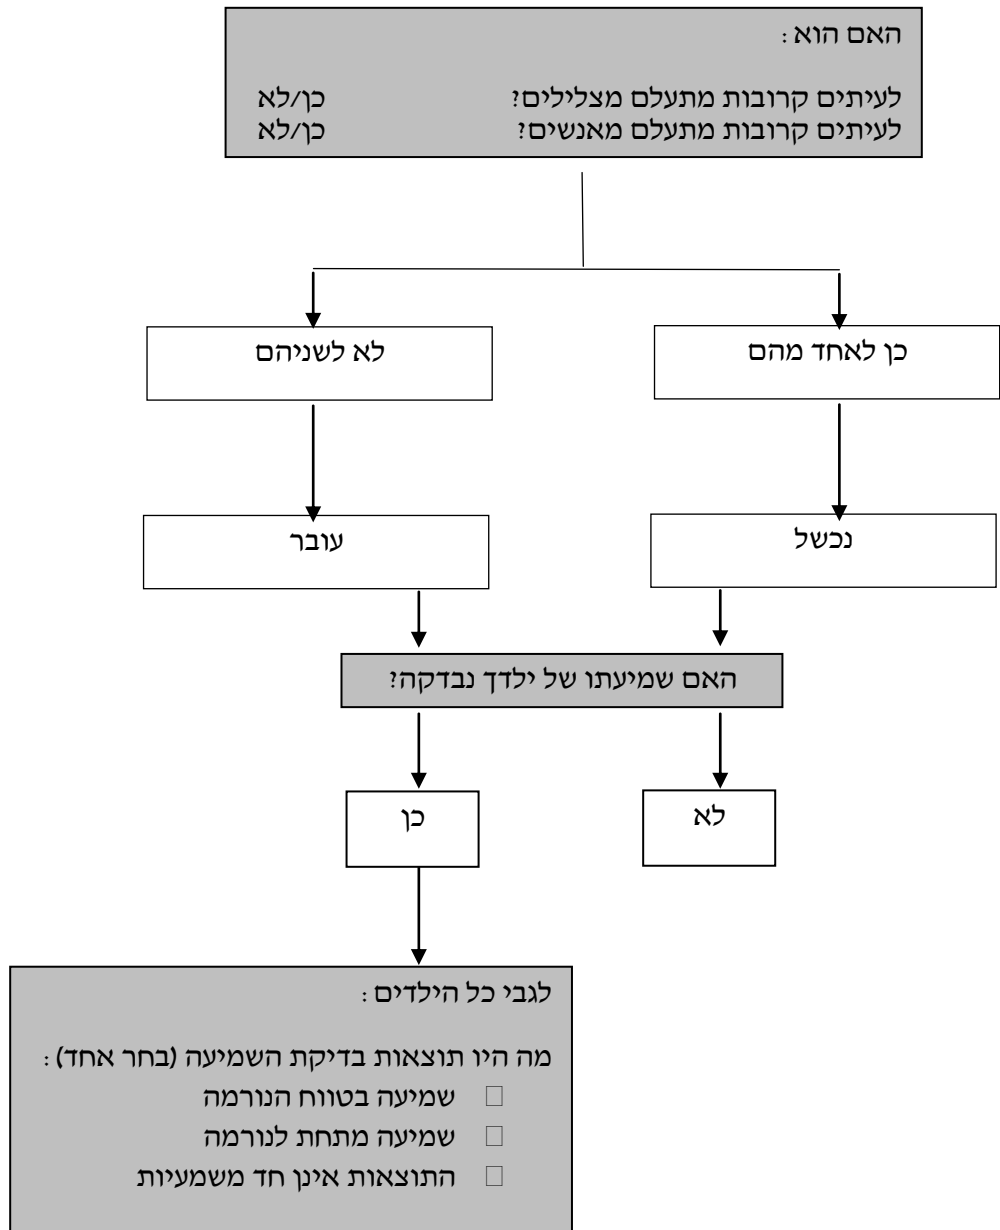 האם הוא:
לעיתים קרובות מתעלם מצלילים? כן/לא
לעיתים קרובות מתעלם מאנשים? כן/לא
כן לאחד מהם
לא לשניהם
נכשל
עובר
האם שמיעתו של ילדך נבדקה?
לא
כן
לגבי כל הילדים:
מה היו תוצאות בדיקת השמיעה (בחר אחד):
שמיעה בטווח הנורמה
שמיעה מתחת לנורמה
התוצאות אינן חד משמעיות